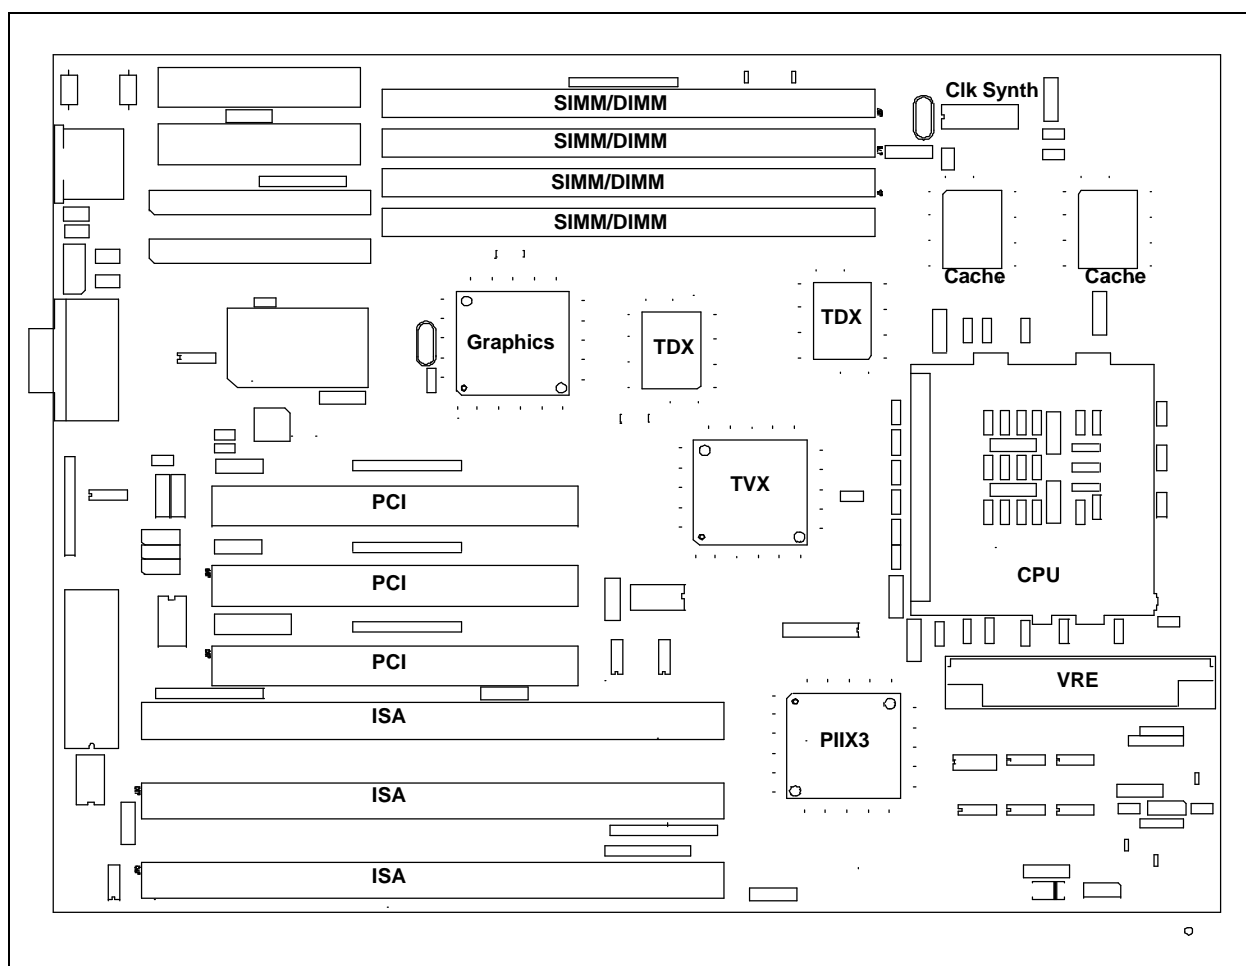 Clk Synth
SIMM/DIMM
SIMM/DIMM
SIMM/DIMM
SIMM/DIMM
Cache
Cache
Graphics
TDX
TDX
TVX
PCI
CPU
PCI
PCI
VRE
ISA
PIIX3
ISA
ISA